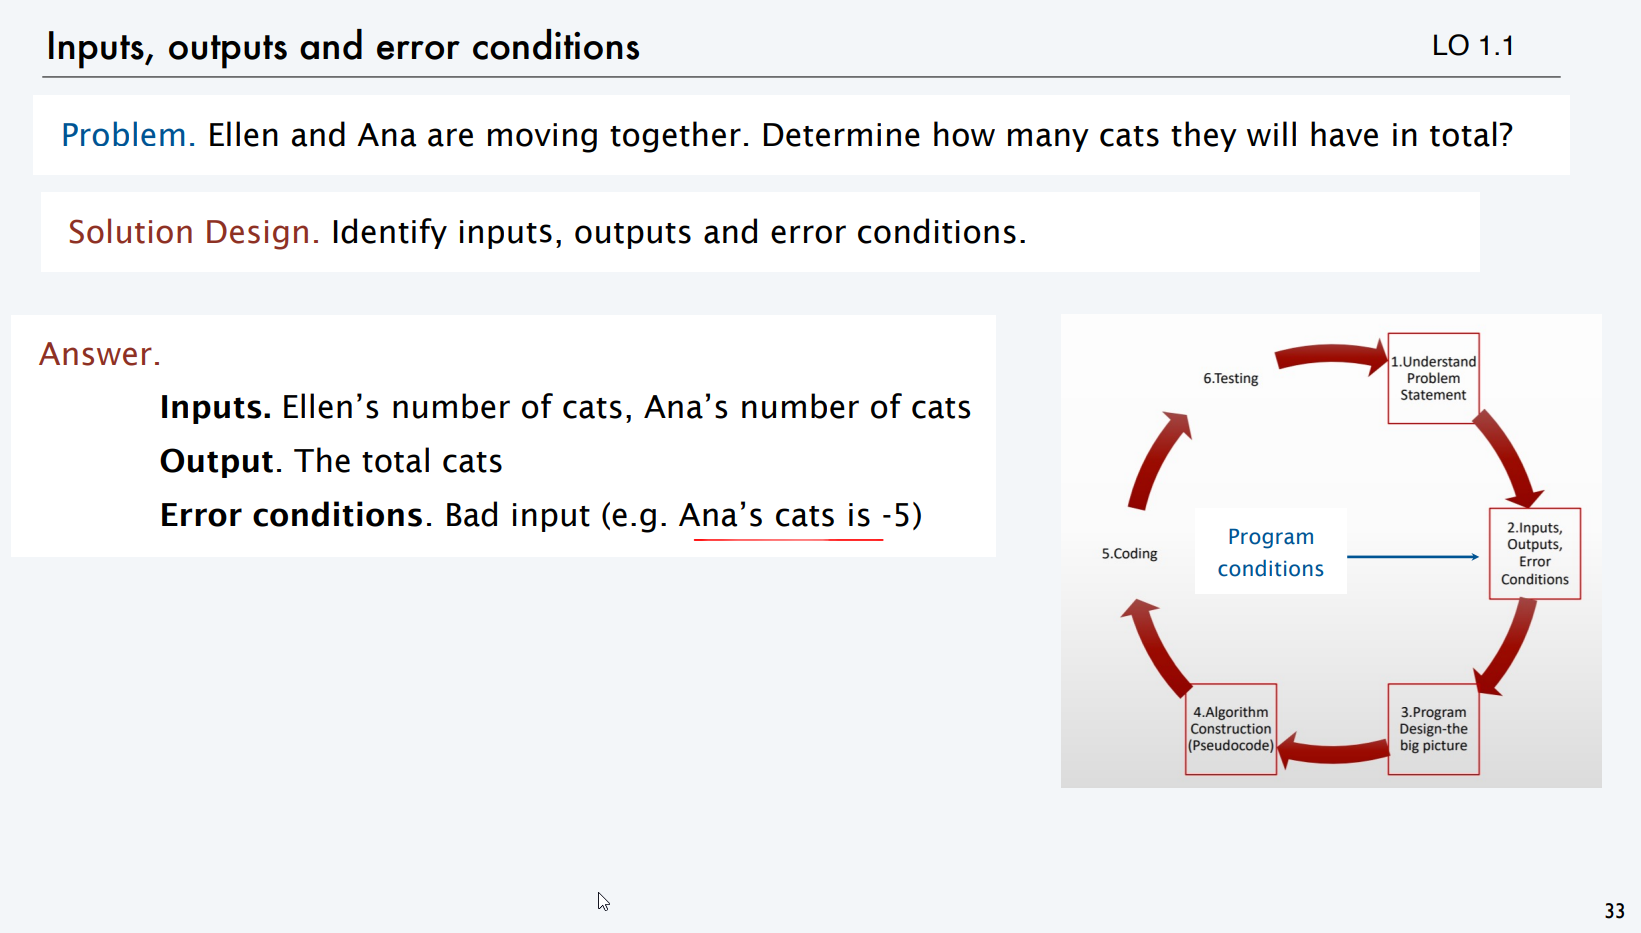 Inputs, outputs and error conditions
LO 1.1
Problem. Ellen and Ana are moving together. Determine how many cats they will have in total?
Solution Design. Identify inputs, outputs and error conditions.
Answer.
Inputs. Ellen’s number of cats, Ana’s number of cats
Output. The total cats
Error conditions. Bad input (e.g. Ana’s cats is -5)
1.Understand
Problem
Statement
2.Inputs,
Outputs,
Error
Conditions
3.Program
Design-the
big picture
4.Algorithm
Construction
(Pseudocode)
5.Coding
6.Testing
Program
conditions
33